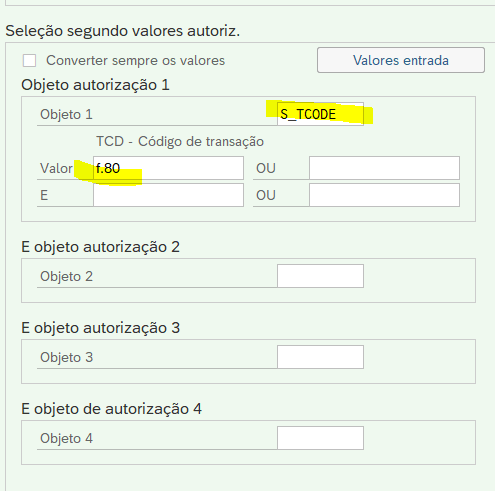 Seleção segundo valores autoriz.
Converter sempre os valores Valores entrada
Objeto autorização 1
Objeto 1 S_TCODE
TCD - Código de transação
Valor f.80 OU
E OU
E objeto autorização 2
Objeto 2
E objeto autorização 3
Objeto 3
E objeto de autorização 4
Objeto 4